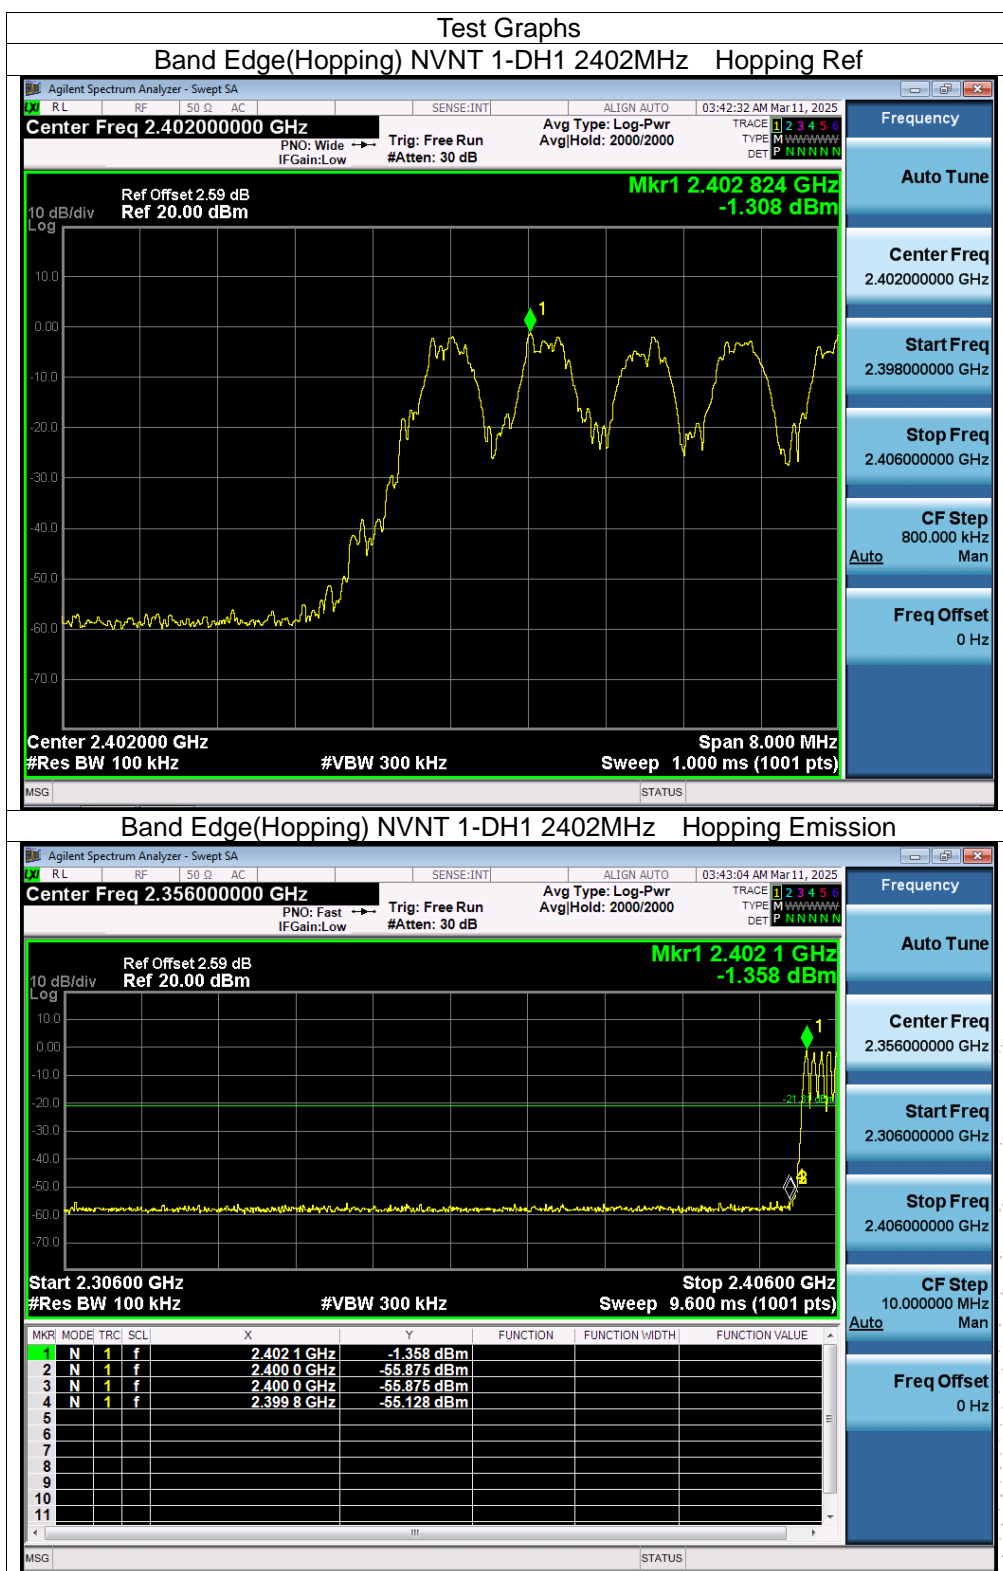 Test Graphs
Band Edge(Hopping) NVNT 1-DH1 2402MHz Hopping Ref
Agilent Spectrum Analyzer - Swept SA
LXI RL RF 50 Ω AC SENSE:INT ALIGN AUTO 03:42:32 AM Mar 11, 2025
Center Freq 2.402000000 GHz
PNO: Wide
IFGain:Low
Trig: Free Run
#Atten: 30 dB
Avg Type: Log-Pwr
Avg|Hold: 2000/2000
TRACE 1 2 3 4 5 6
TYPE M WWWWW
DET P N N N N N
Ref Offset 2.59 dB
10 dB/div Ref 20.00 dBm
Log
Mkr1 2.402 824 GHz
-1.308 dBm
1
10.0
0.00
-10.0
-20.0
-30.0
-40.0
-50.0
-60.0
-70.0
Center 2.402000 GHz Span 8.000 MHz
#Res BW 100 kHz #VBW 300 kHz Sweep 1.000 ms (1001 pts)
MSG STATUS
Frequency
Auto Tune
Center Freq
2.402000000 GHz
Start Freq
2.398000000 GHz
Stop Freq
2.406000000 GHz
CF Step
800.000 kHz
Auto Man
Freq Offset
0 Hz
Band Edge(Hopping) NVNT 1-DH1 2402MHz Hopping Emission
Agilent Spectrum Analyzer - Swept SA
LXI RL RF 50 Ω AC SENSE:INT ALIGN AUTO 03:43:04 AM Mar 11, 2025
Center Freq 2.356000000 GHz
PNO: Fast
IFGain:Low
Trig: Free Run
#Atten: 30 dB
Avg Type: Log-Pwr
Avg|Hold: 2000/2000
TRACE 1 2 3 4 5 6
TYPE M WWWWW
DET P N N N N N
Ref Offset 2.59 dB
10 dB/div Ref 20.00 dBm
Log
Mkr1 2.402 1 GHz
-1.358 dBm
1
10.0
0.00
-10.0
-20.0
-30.0
-40.0
-50.0
-60.0
-70.0
Start 2.30600 GHz Stop 2.40600 GHz
#Res BW 100 kHz #VBW 300 kHz Sweep 9.600 ms (1001 pts)
MKR MODE TRC SCL X Y FUNCTION FUNCTION WIDTH FUNCTION VALUE
1 N 1 f 2.402 1 GHz -1.358 dBm
2 N 1 f 2.400 0 GHz -55.875 dBm
3 N 1 f 2.400 0 GHz -55.875 dBm
4 N 1 f 2.399 8 GHz -55.128 dBm
5
6
7
8
9
10
11
MSG STATUS
Frequency
Auto Tune
Center Freq
2.356000000 GHz
Start Freq
2.306000000 GHz
Stop Freq
2.406000000 GHz
CF Step
10.000000 MHz
Auto Man
Freq Offset
0 Hz